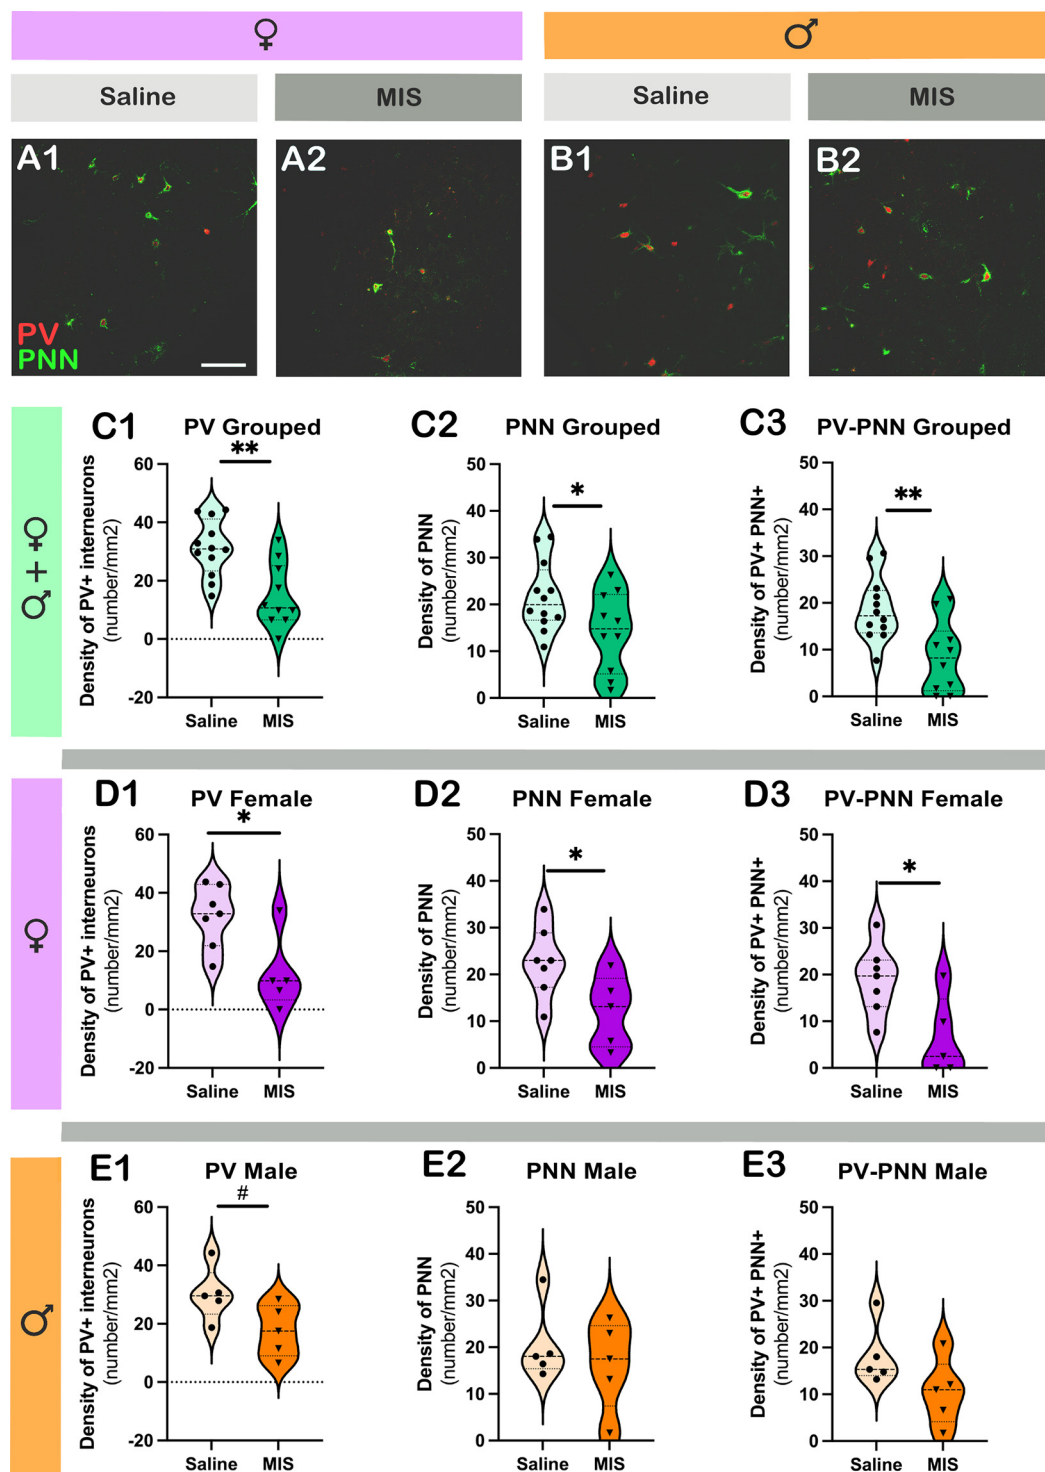 ♀ ♂
Saline MIS Saline MIS
A1 A2 B1 B2
PV
PNN
♂ + ♀
C1 PV Grouped
**
Density of PV+ interneurons
(number/mm2)
60
40
20
0
-20
Saline MIS
C2 PNN Grouped
*
Density of PNN
(number/mm2)
50
40
30
20
10
0
Saline MIS
C3 PV-PNN Grouped
**
Density of PV+ PNN+
(number/mm2)
50
40
30
20
10
0
Saline MIS
♀
D1 PV Female
*
Density of PV+ interneurons
(number/mm2)
60
40
20
0
-20
Saline MIS
D2 PNN Female
*
Density of PNN
(number/mm2)
50
40
30
20
10
0
Saline MIS
D3 PV-PNN Female
*
Density of PV+ PNN+
(number/mm2)
50
40
30
20
10
0
Saline MIS
♂
E1 PV Male
#
Density of PV+ interneurons
(number/mm2)
60
40
20
0
-20
Saline MIS
E2 PNN Male
Density of PNN
(number/mm2)
50
40
30
20
10
0
Saline MIS
E3 PV-PNN Male
Density of PV+ PNN+
(number/mm2)
50
40
30
20
10
0
Saline MIS